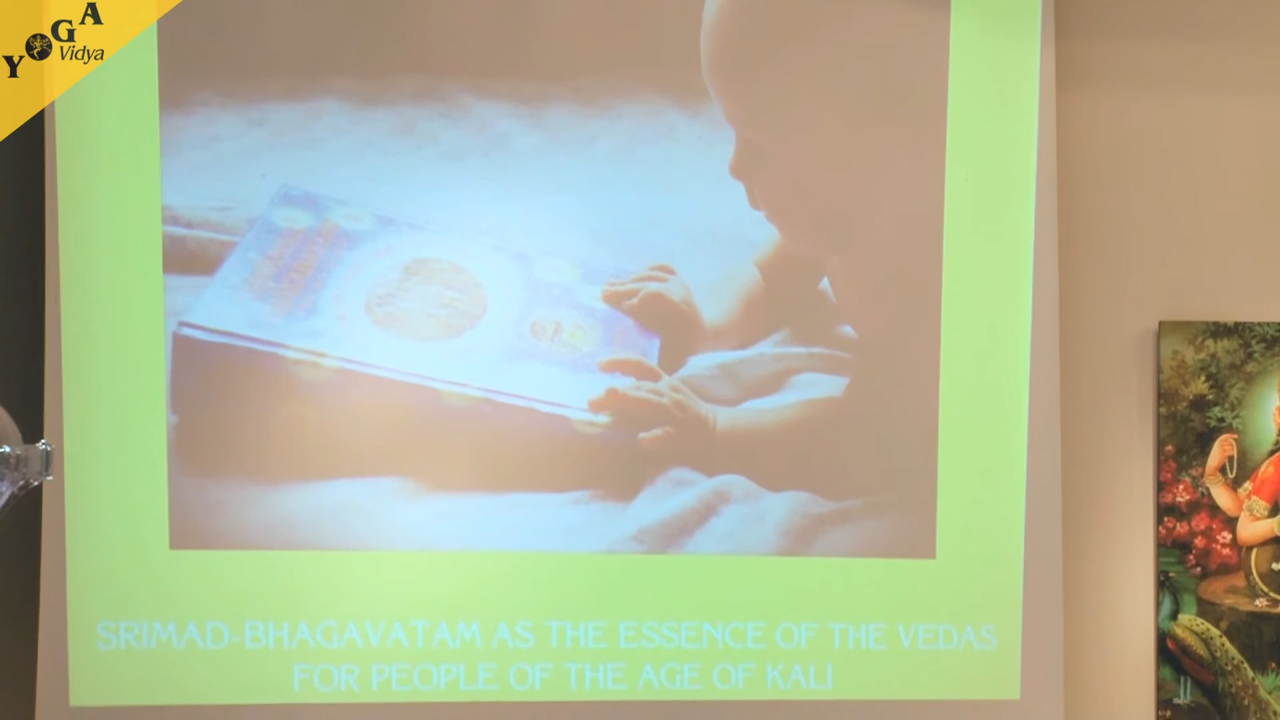 YOGA
Vidya
SRIMAD-BHAGAVATAM AS THE ESSENCE OF THE VEDAS
FOR PEOPLE OF THE AGE OF KALI